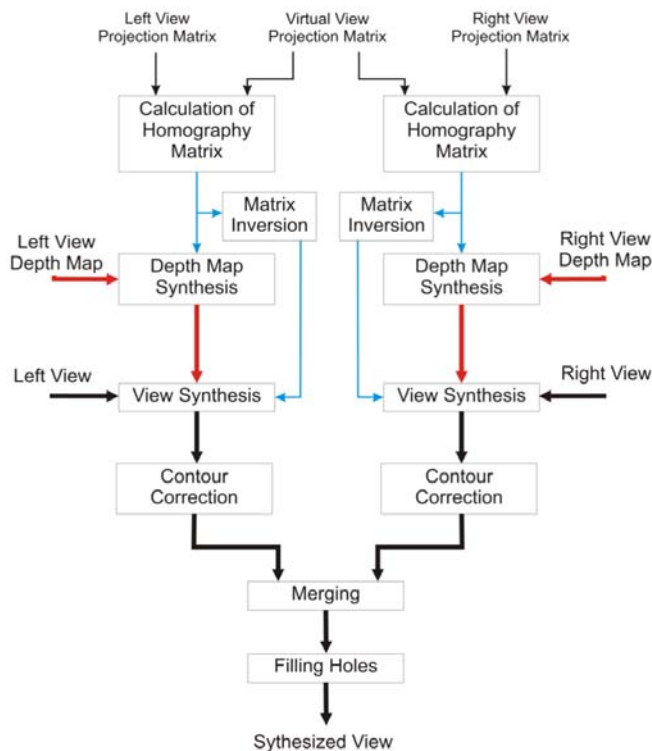 Left View
Projection Matrix
Virtual View
Projection Matrix
Right View
Projection Matrix
Calculation of
Homography
Matrix
Calculation of
Homography
Matrix
Matrix
Inversion
Matrix
Inversion
Left View
Depth Map
Depth Map
Synthesis
Depth Map
Synthesis
Right View
Depth Map
Left View
View Synthesis
View Synthesis
Right View
Contour
Correction
Contour
Correction
Merging
Filling Holes
Sythesized View